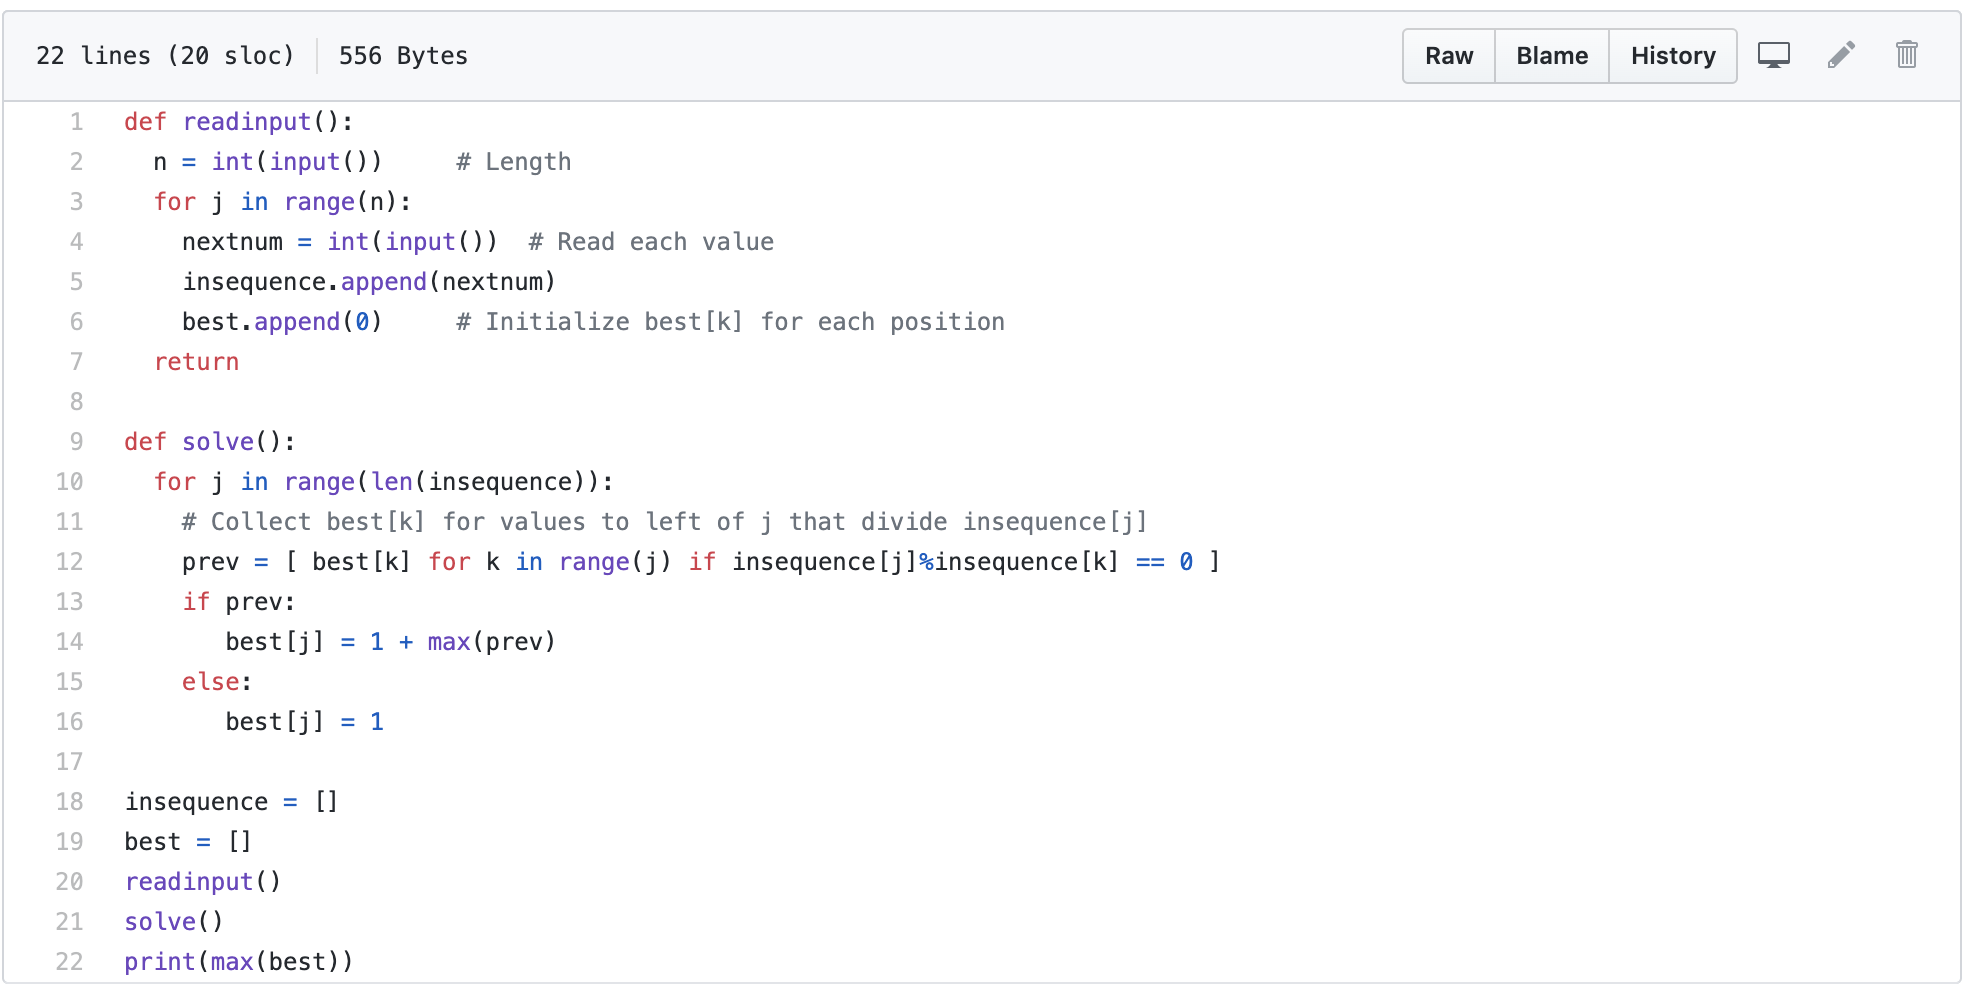 22 lines (20 sloc) 556 Bytes Raw Blame History
1 def readinput():
2   n = int(input())     # Length
3   for j in range(n):
4     nextnum = int(input())  # Read each value
5     insequence.append(nextnum)
6     best.append(0)     # Initialize best[k] for each position
7   return
8
9 def solve():
10   for j in range(len(insequence)):
11     # Collect best[k] for values to left of j that divide insequence[j]
12     prev = [ best[k] for k in range(j) if insequence[j]%insequence[k] == 0 ]
13     if prev:
14        best[j] = 1 + max(prev)
15     else:
16        best[j] = 1
17
18 insequence = []
19 best = []
20 readinput()
21 solve()
22 print(max(best))